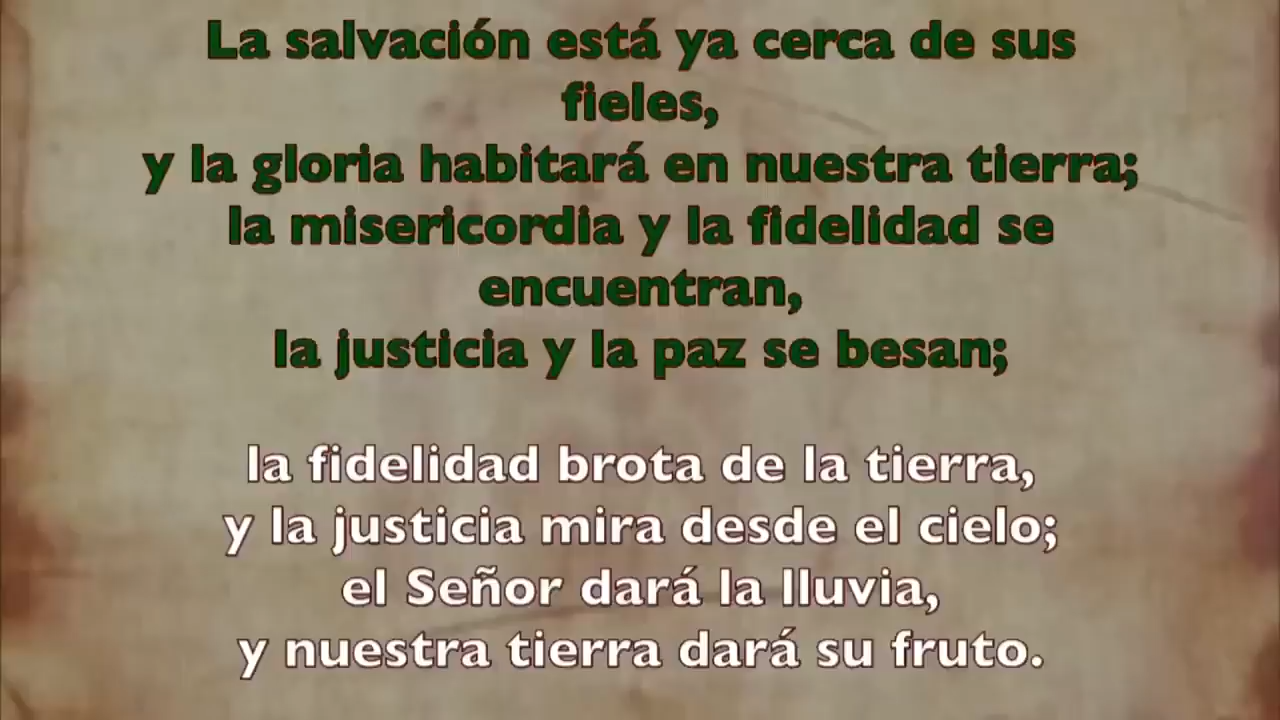 La salvación está ya cerca de sus
fieles,
y la gloria habitará en nuestra tierra;
la misericordia y la fidelidad se
encuentran,
la justicia y la paz se besan;
la fidelidad brota de la tierra,
y la justicia mira desde el cielo;
el Señor dará la lluvia,
y nuestra tierra dará su fruto.